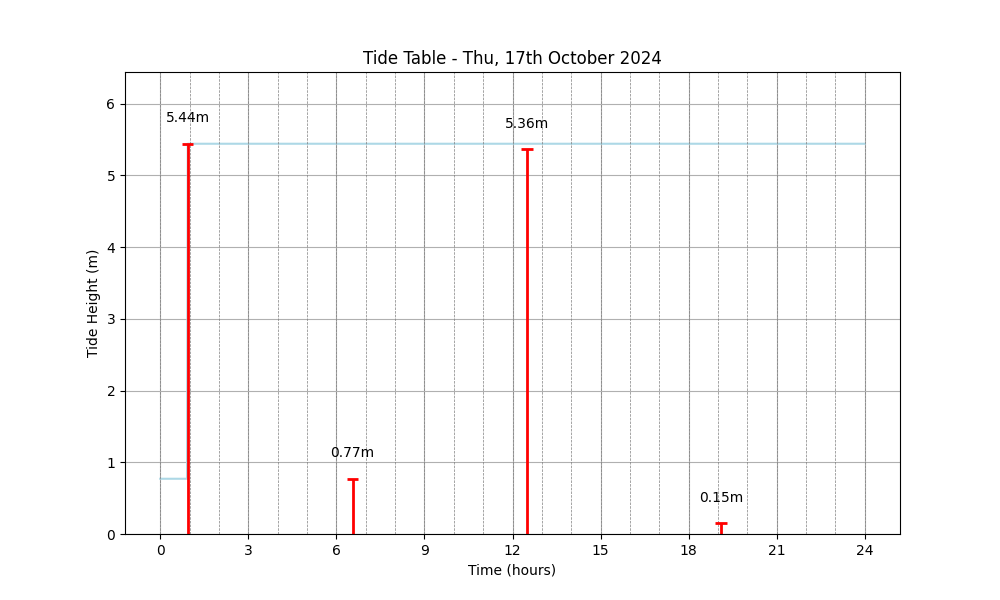 Tide Table - Thu, 17th October 2024
Tide Height (m)
6
5
4
3
2
1
0
5.44m
0.77m
5.36m
0.15m
0 3 6 9 12 15 18 21 24
Time (hours)